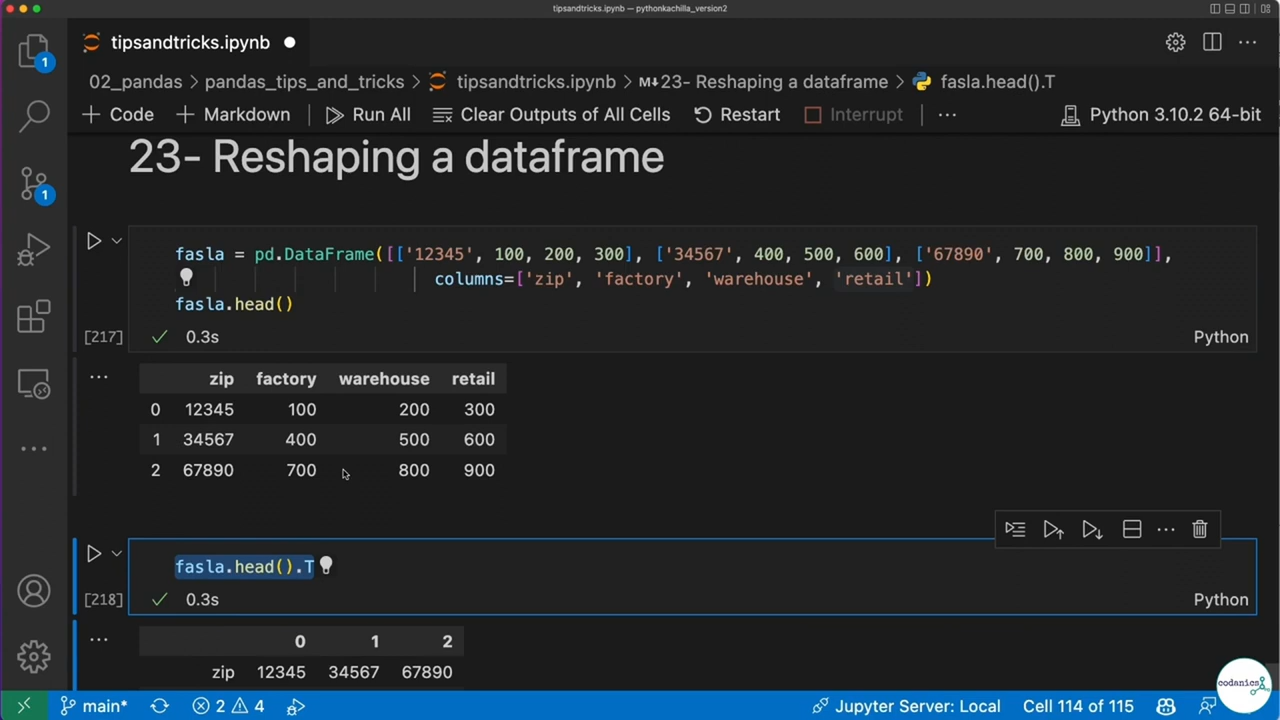 tipsandtricks.ipynb — pythonkachilla_version2
tipsandtricks.ipynb
02_pandas > pandas_tips_and_tricks > tipsandtricks.ipynb > M↓23- Reshaping a dataframe > fasla.head().T
+ Code + Markdown | Run All Clear Outputs of All Cells Restart Interrupt | ... Python 3.10.2 64-bit
1
1
23- Reshaping a dataframe
fasla = pd.DataFrame([['12345', 100, 200, 300], ['34567', 400, 500, 600], ['67890', 700, 800, 900]],
columns=['zip', 'factory', 'warehouse', 'retail'])
fasla.head()
[217] 0.3s Python
... zip factory warehouse retail
0 12345 100 200 300
1 34567 400 500 600
2 67890 700 800 900
fasla.head().T
[218] 0.3s Python
... 0 1 2
zip 12345 34567 67890
codanics
main* 2 4 Jupyter Server: Local Cell 114 of 115